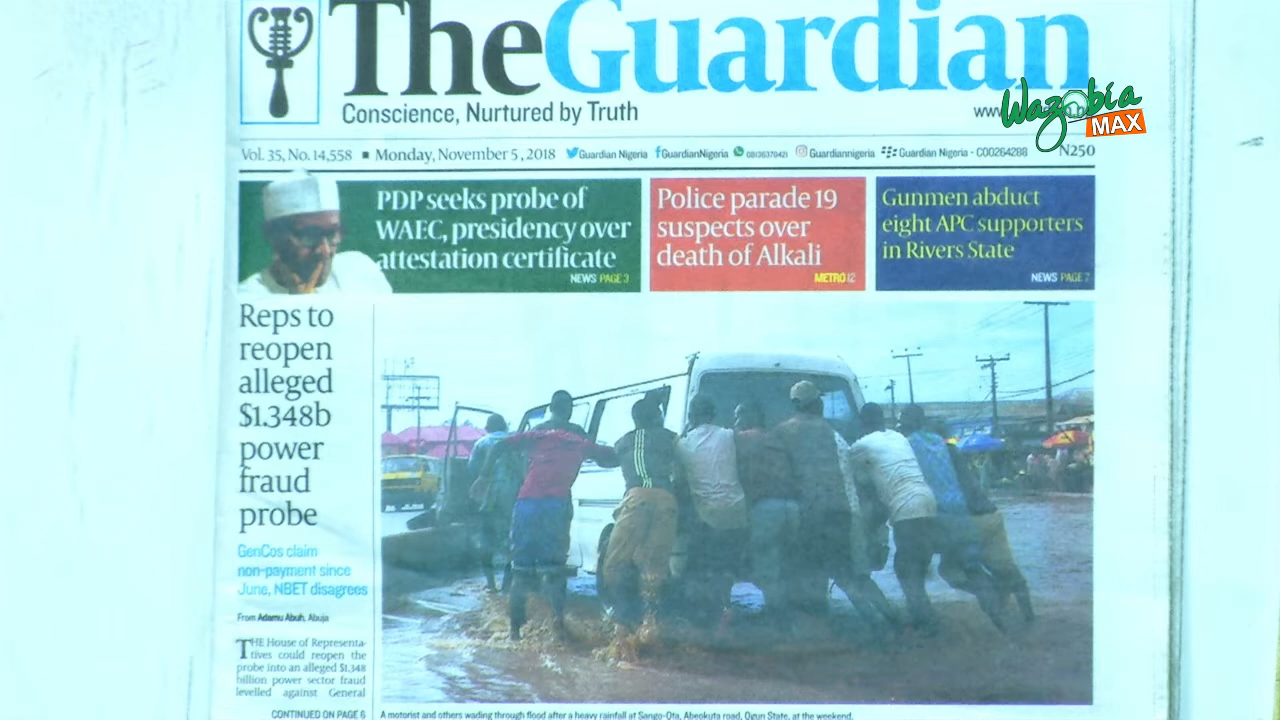 TheGuardian
Conscience, Nurtured by Truth
Wazobia
MAX
Vol. 35, No. 14,558 ■ Monday, November 5, 2018 Guardian Nigeria GuardianNigeria Guardiannigeria Guardian Nigeria - C00264288 N250
PDP seeks probe of
WAEC, presidency over
attestation certificate
NEWS PAGE 3
Police parade 19
suspects over
death of Alkali
METRO 12
Gunmen abduct
eight APC supporters
in Rivers State
NEWS PAGE 7
Reps to
reopen
alleged
$1.348b
power
fraud
probe
GenCos claim
non-payment since
June, NBET disagrees
From Adamu Abuh, Abuja
THE House of Representa-
tives could reopen the
probe into an alleged $1.348
billion power sector fraud
levelled against General
CONTINUED ON PAGE 6
A motorist and others wading through flood after a heavy rainfall at Sango-Ota, Abeokuta road, Ogun State, at the weekend.